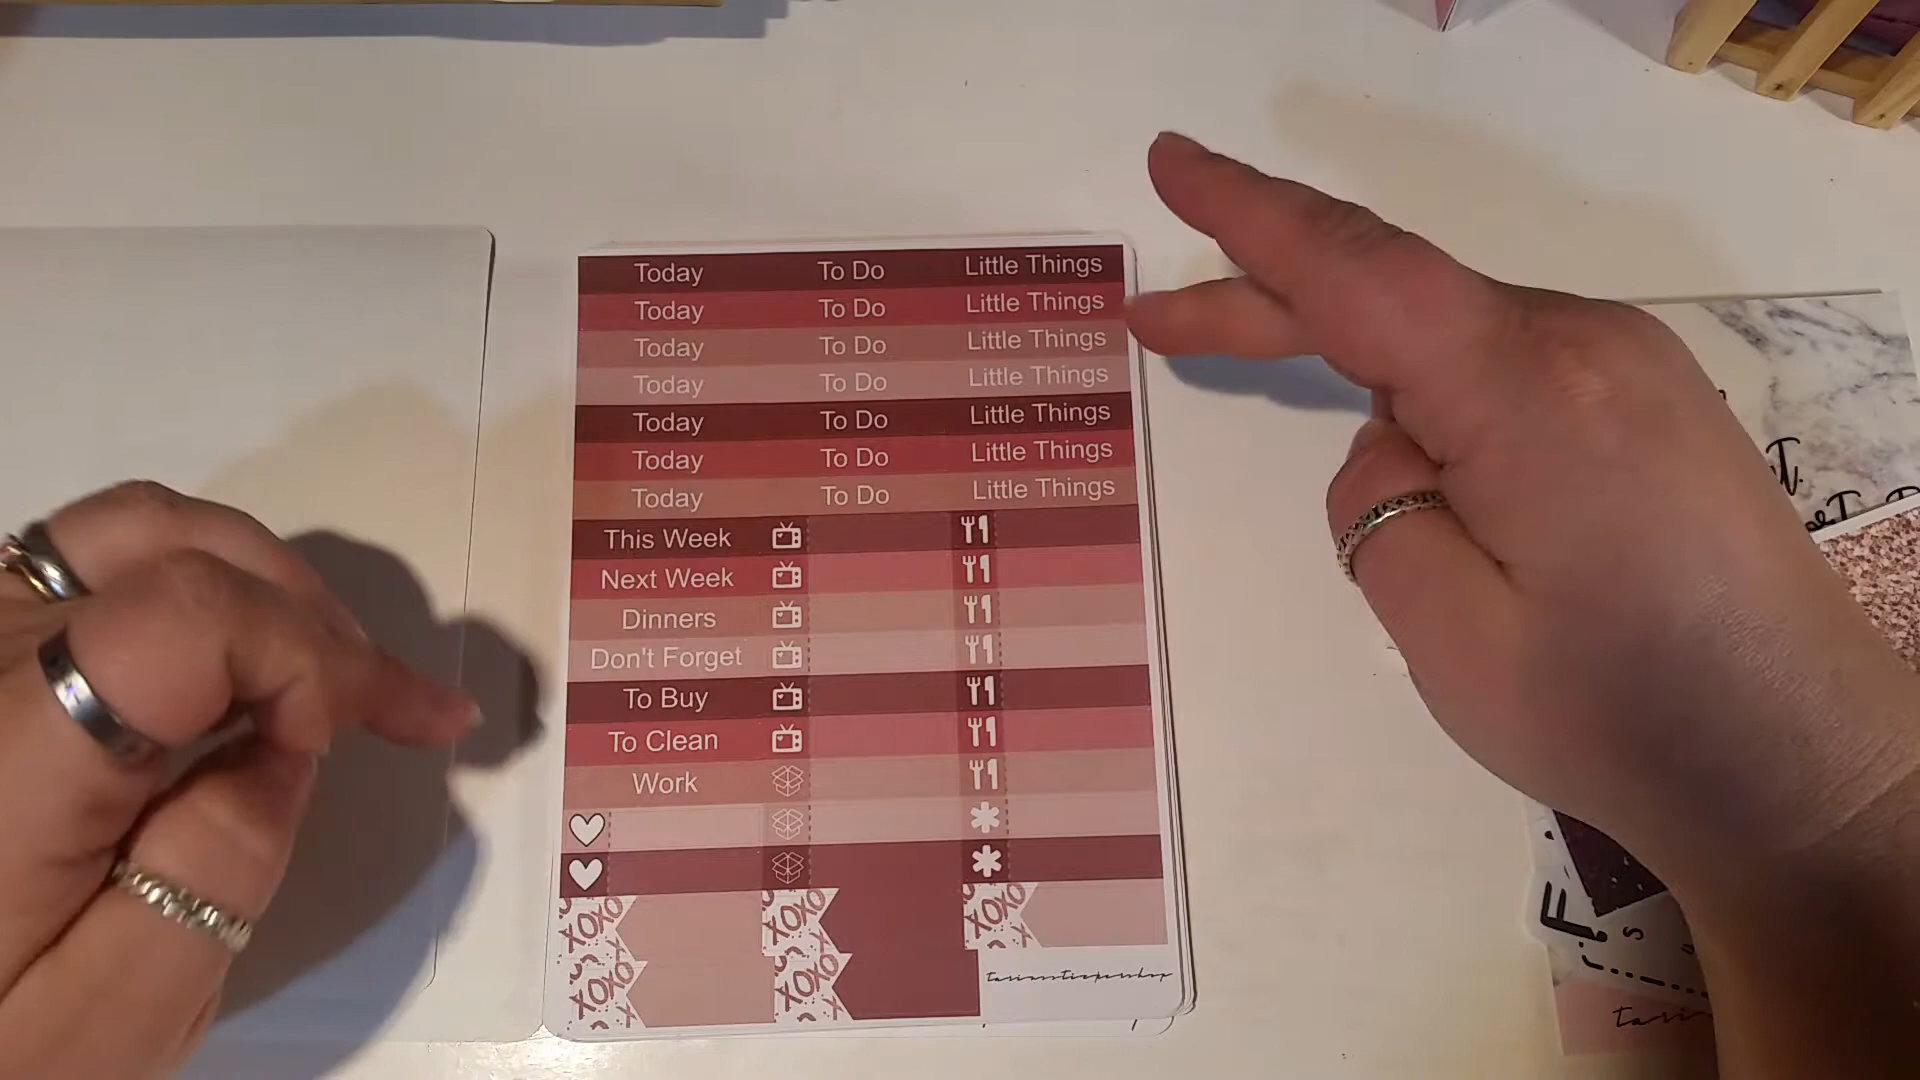 Today To Do Little Things
Today To Do Little Things
Today To Do Little Things
Today To Do Little Things
Today To Do Little Things
Today To Do Little Things
Today To Do Little Things
This Week
Next Week
Dinners
Don't Forget
To Buy
To Clean
Work
XOXO XOXO XOXO
XOXO XOXO